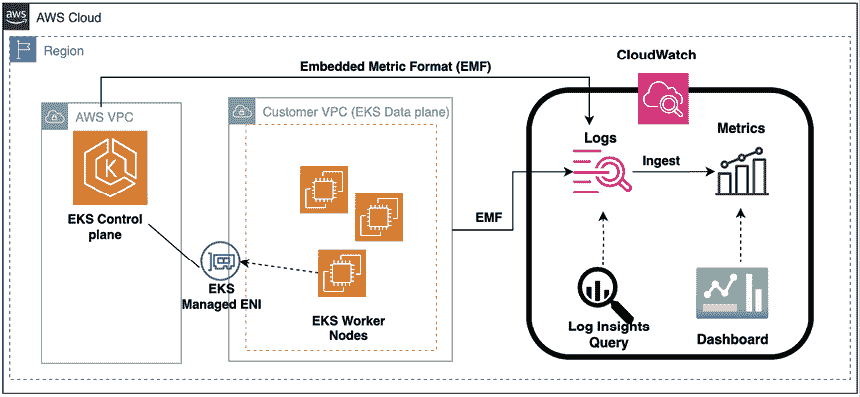 aws
AWS Cloud
Region
Embedded Metric Format (EMF)
CloudWatch
AWS VPC
Customer VPC (EKS Data plane)
Logs
Metrics
K
Ingest
EKS Control
plane
EMF
EKS
Managed ENI
EKS Worker
Nodes
Log Insights
Query
Dashboard